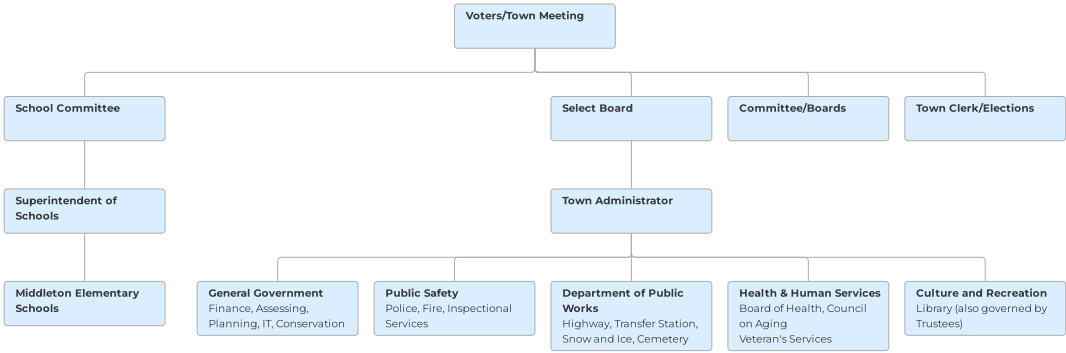 Voters/Town Meeting
School Committee
Select Board
Committee/Boards
Town Clerk/Elections
Superintendent of
Schools
Town Administrator
Middleton Elementary
Schools
General Government
Finance, Assessing,
Planning, IT, Conservation
Public Safety
Police, Fire, Inspectional
Services
Department of Public
Works
Highway, Transfer Station,
Snow and Ice, Cemetery
Health & Human Services
Board of Health, Council
on Aging
Veteran's Services
Culture and Recreation
Library (also governed by
Trustees)